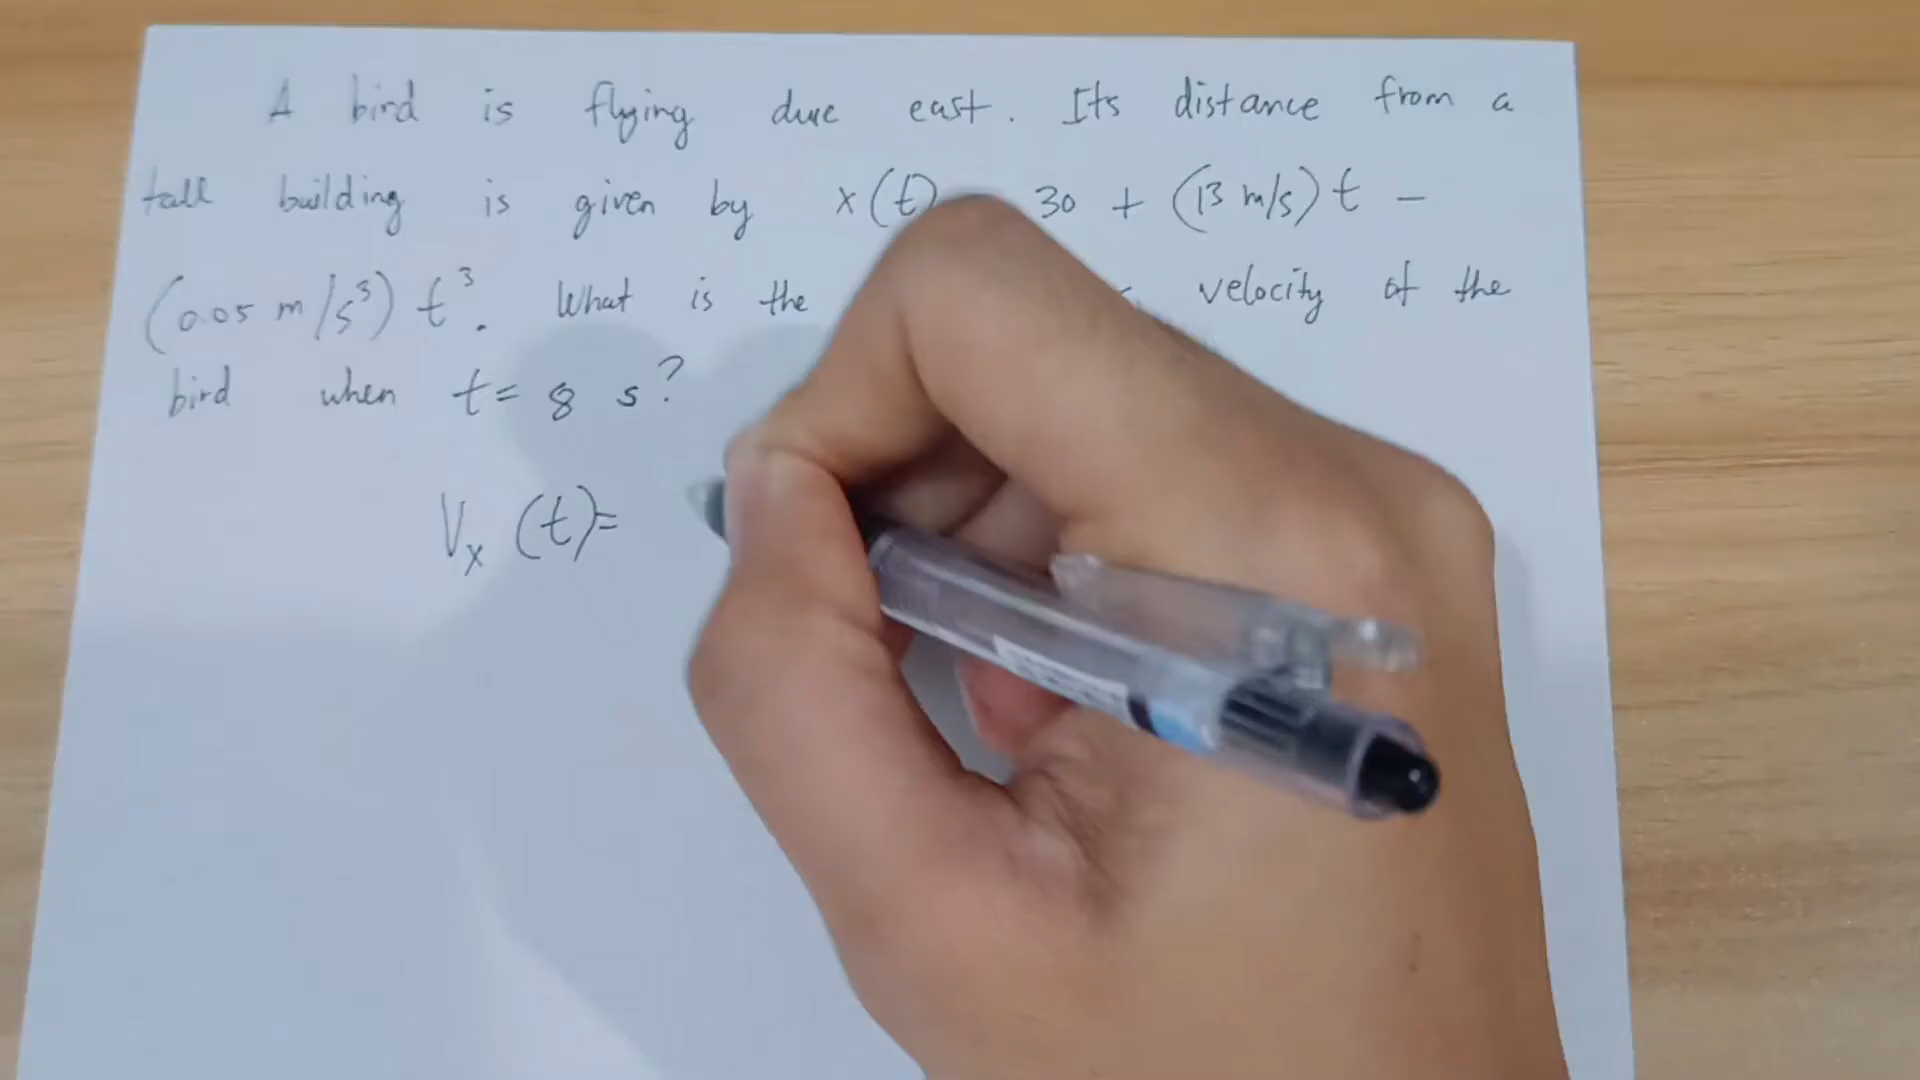 A bird is flying due east. Its distance from a
tall building is given by x(t) 30 + (13 m/s) t -
(0.05 m/s³) t³. What is the velocity of the
bird when t = 8 s?
Vx (t)=